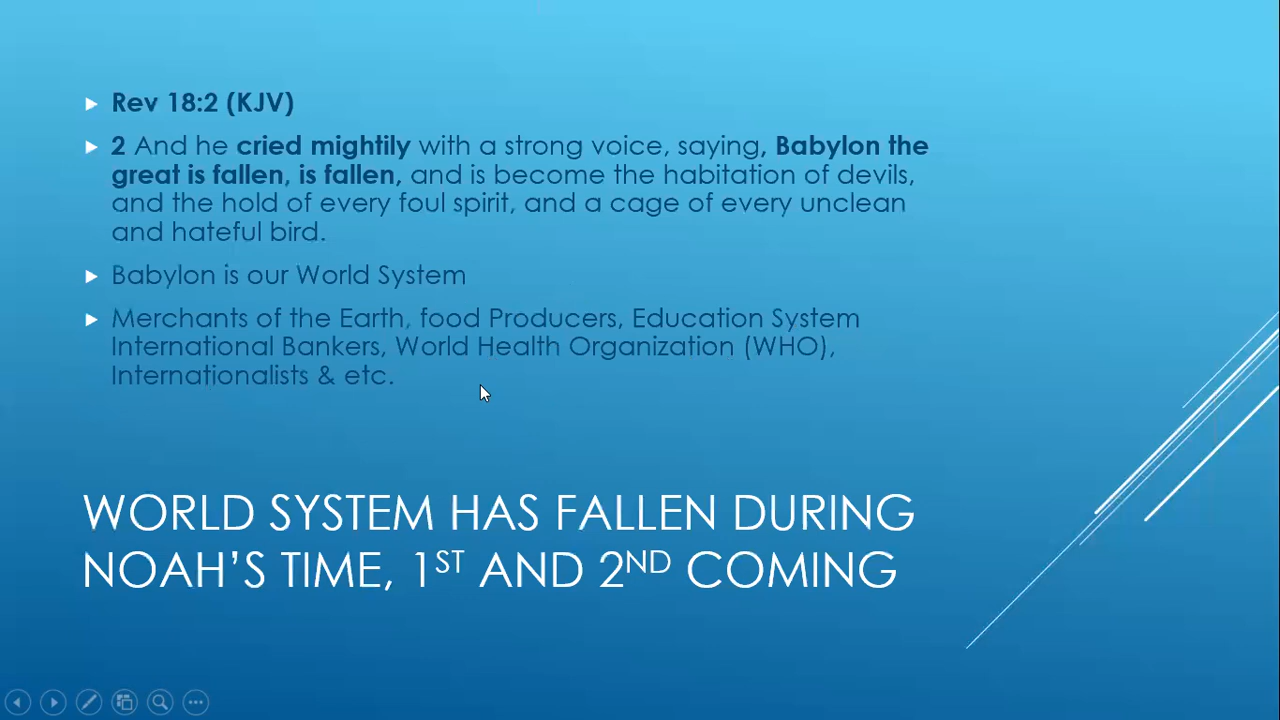 Rev 18:2 (KJV)
2 And he cried mightily with a strong voice, saying, Babylon the
great is fallen, is fallen, and is become the habitation of devils,
and the hold of every foul spirit, and a cage of every unclean
and hateful bird.
Babylon is our World System
Merchants of the Earth, food Producers, Education System
International Bankers, World Health Organization (WHO),
Internationalists & etc.
WORLD SYSTEM HAS FALLEN DURING
NOAH'S TIME, 1ST AND 2ND COMING